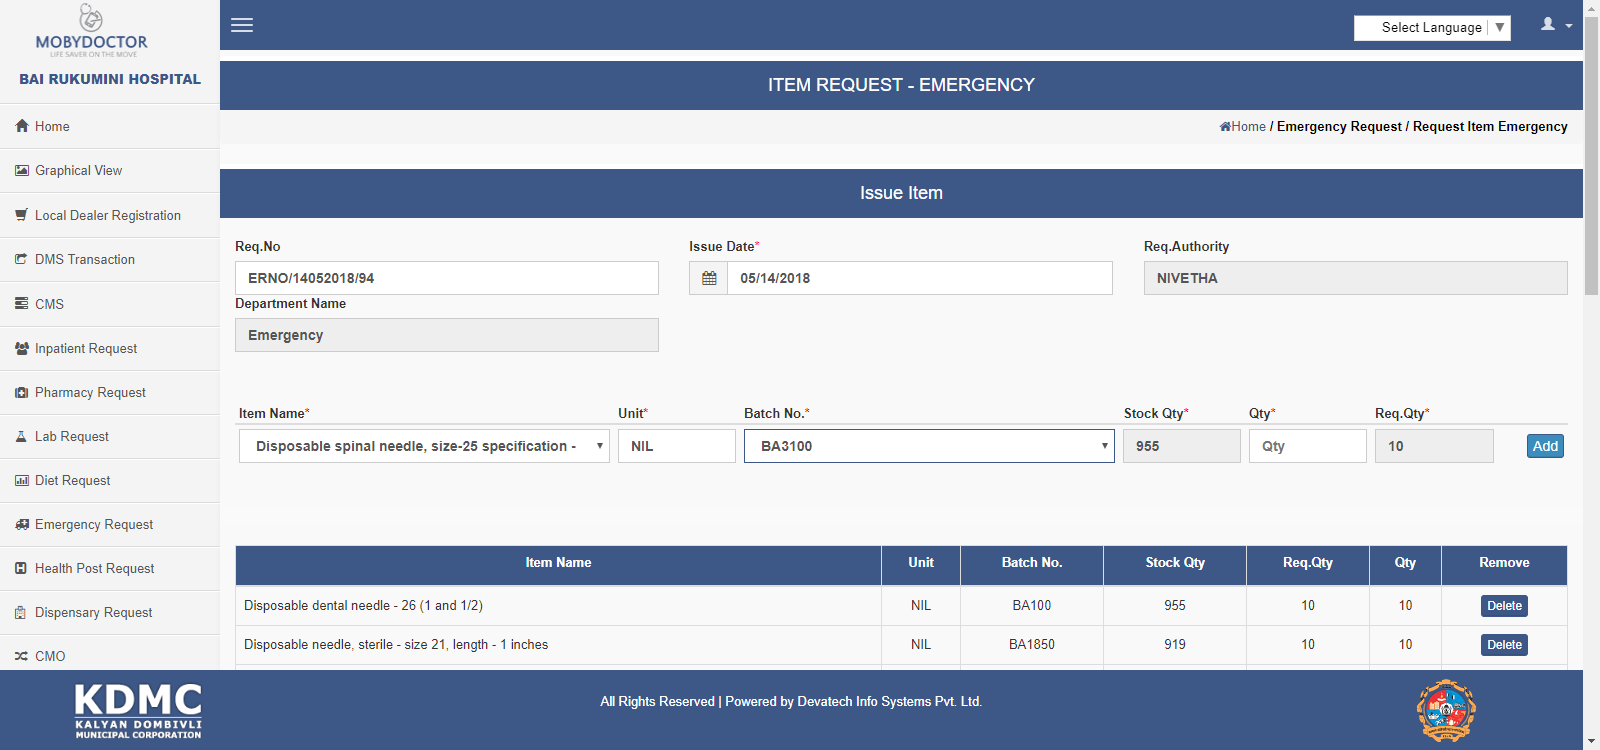 MOBYDOCTOR
LIFE SAVER ON THE MOVE
BAI RUKUMINI HOSPITAL
Home
Graphical View
Local Dealer Registration
DMS Transaction
CMS
Inpatient Request
Pharmacy Request
Lab Request
Diet Request
Emergency Request
Health Post Request
Dispensary Request
CMO
Select Language ▼
ITEM REQUEST - EMERGENCY
Home / Emergency Request / Request Item Emergency
Issue Item
Req.No Issue Date* Req.Authority
ERNO/14052018/94 05/14/2018 NIVETHA
Department Name
Emergency
Item Name* Unit* Batch No.* Stock Qty* Qty* Req.Qty*
Disposable spinal needle, size-25 specification - NIL BA3100 955 Qty 10 Add
Item Name Unit Batch No. Stock Qty Req.Qty Qty Remove
Disposable dental needle - 26 (1 and 1/2) NIL BA100 955 10 10 Delete
Disposable needle, sterile - size 21, length - 1 inches NIL BA1850 919 10 10 Delete
KDMC
KALYAN DOMBIVLI
MUNICIPAL CORPORATION
All Rights Reserved | Powered by Devatech Info Systems Pvt. Ltd.